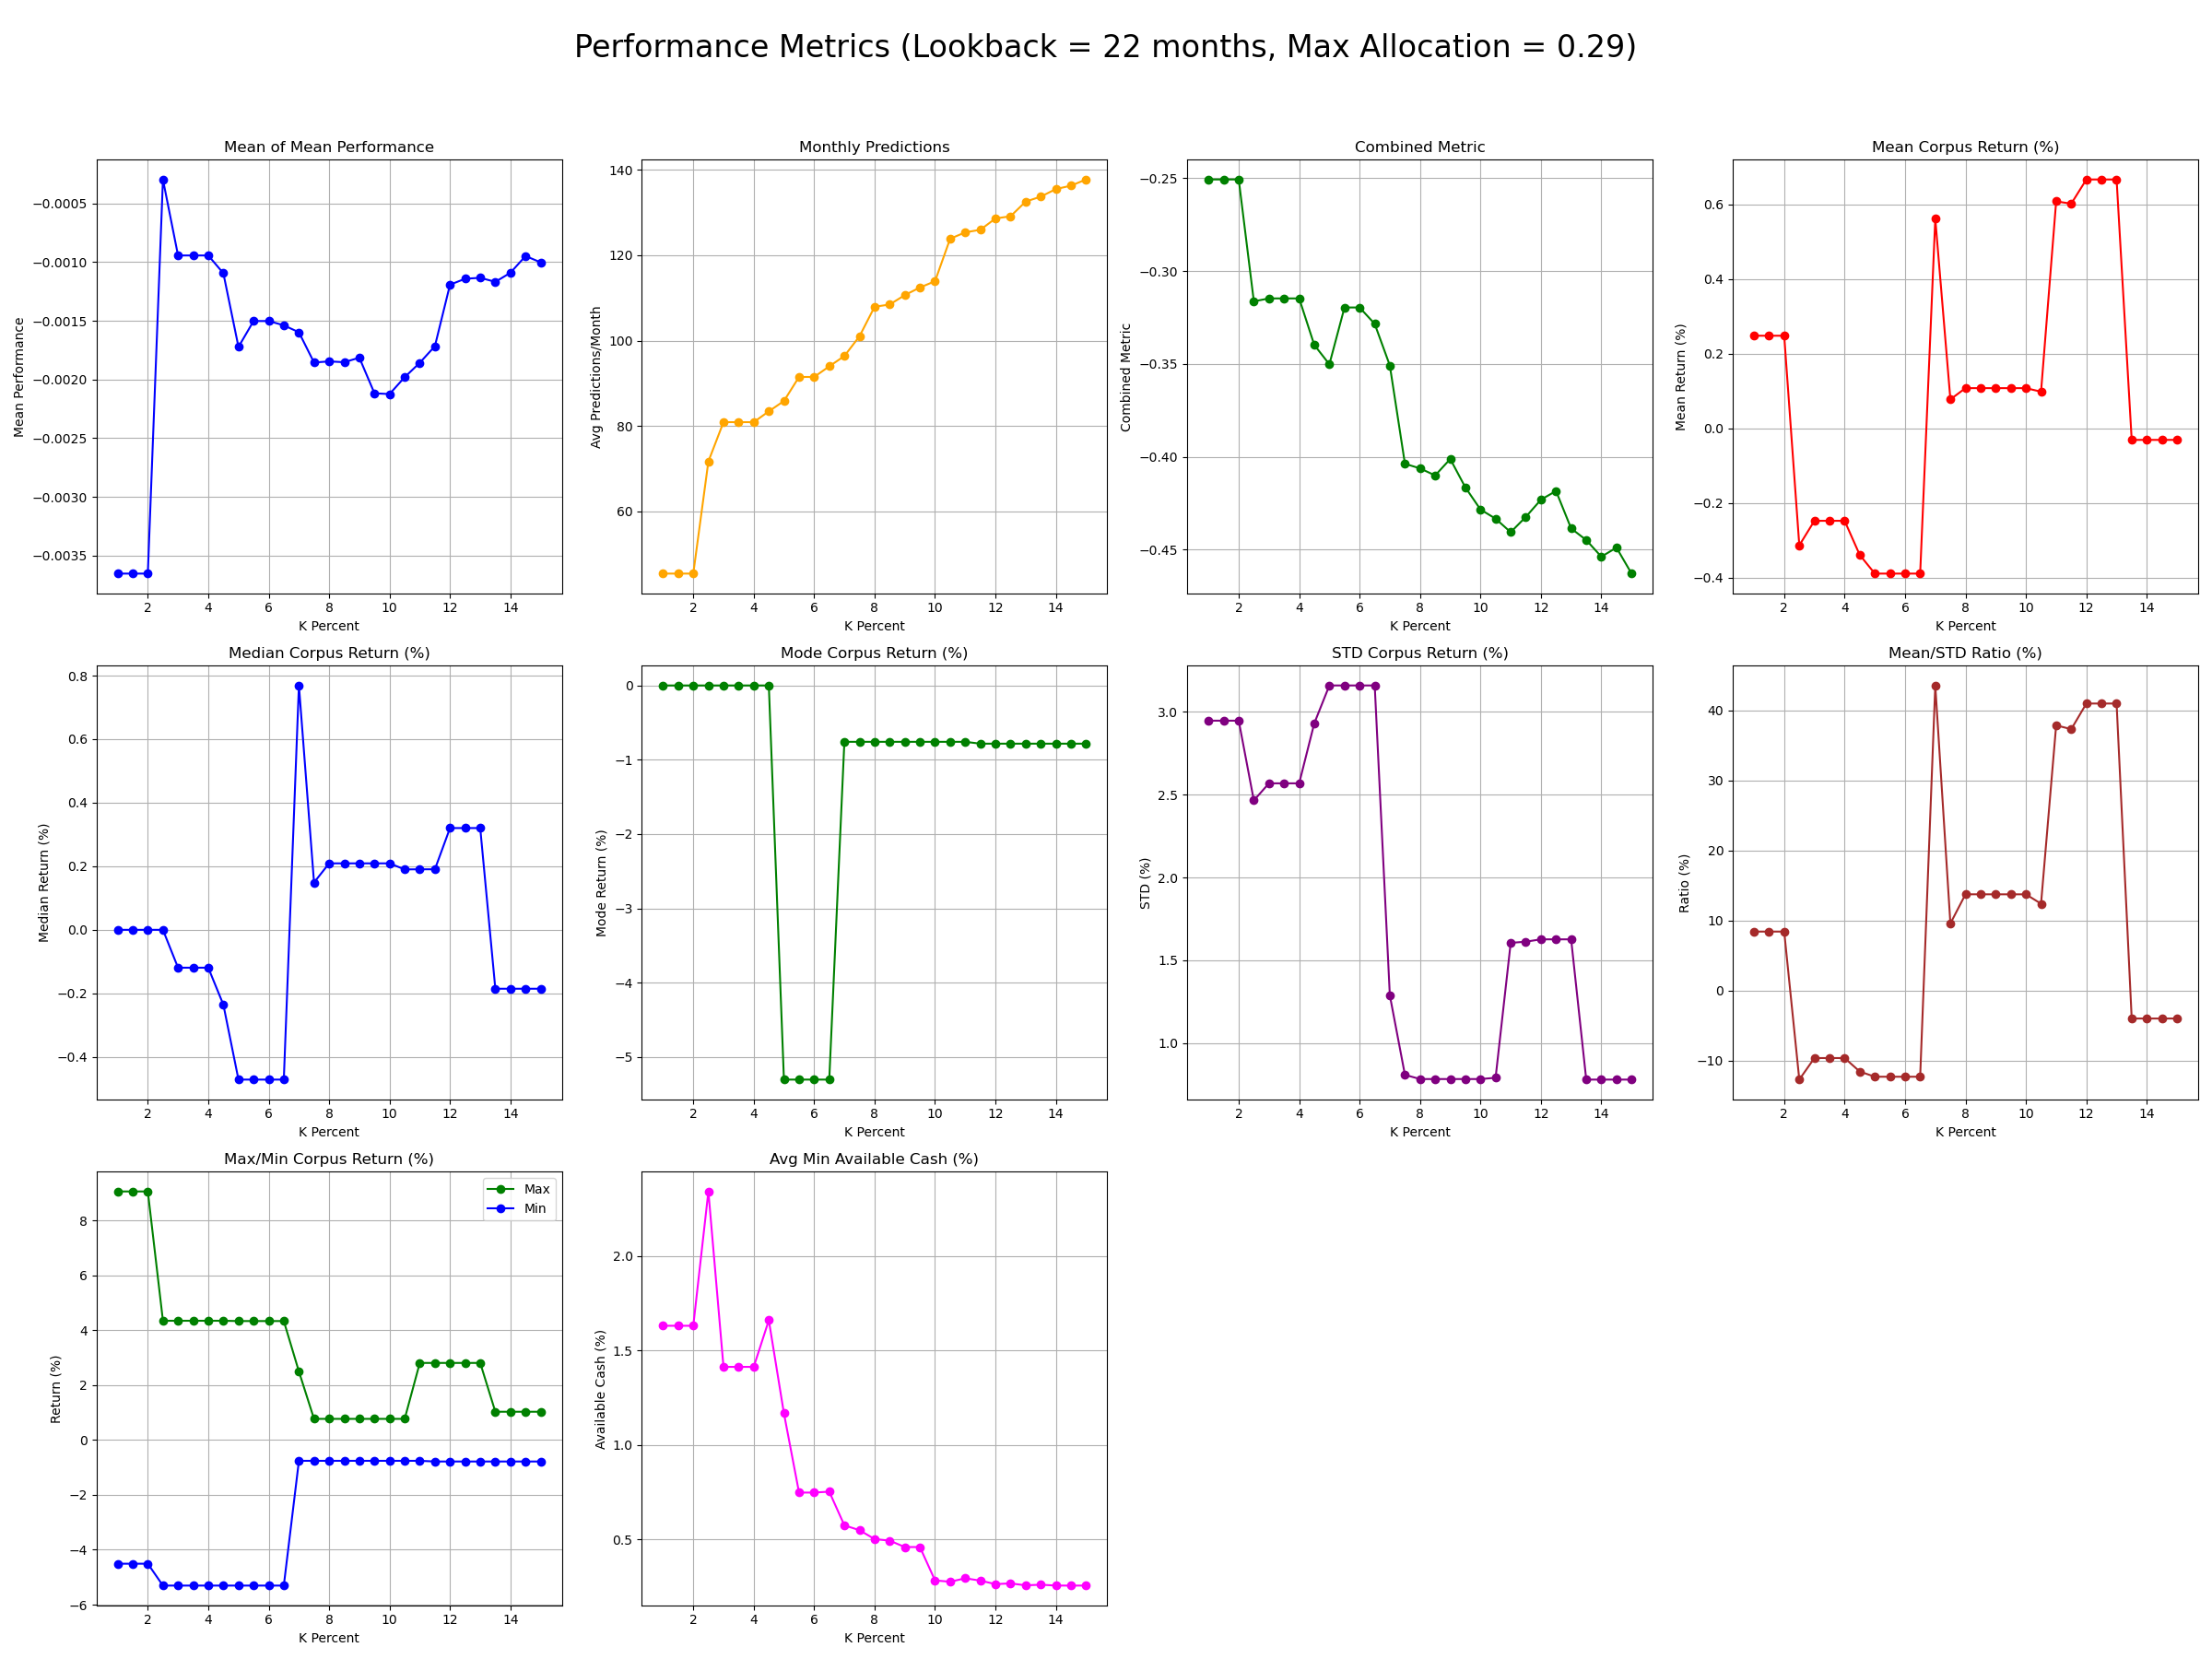 Performance Metrics (Lookback = 22 months, Max Allocation = 0.29)
Mean of Mean Performance
Mean Performance
−0.0005
−0.0010
−0.0015
−0.0020
−0.0025
−0.0030
−0.0035
2 4 6 8 10 12 14
K Percent
Monthly Predictions
Avg Predictions/Month
140
120
100
80
60
2 4 6 8 10 12 14
K Percent
Combined Metric
Combined Metric
−0.25
−0.30
−0.35
−0.40
−0.45
2 4 6 8 10 12 14
K Percent
Mean Corpus Return (%)
Mean Return (%)
0.6
0.4
0.2
0.0
−0.2
−0.4
2 4 6 8 10 12 14
K Percent
Median Corpus Return (%)
Median Return (%)
0.8
0.6
0.4
0.2
0.0
−0.2
−0.4
2 4 6 8 10 12 14
K Percent
Mode Corpus Return (%)
Mode Return (%)
0
−1
−2
−3
−4
−5
2 4 6 8 10 12 14
K Percent
STD Corpus Return (%)
STD (%)
3.0
2.5
2.0
1.5
1.0
2 4 6 8 10 12 14
K Percent
Mean/STD Ratio (%)
Ratio (%)
40
30
20
10
0
−10
2 4 6 8 10 12 14
K Percent
Max/Min Corpus Return (%)
Return (%)
8
6
4
2
0
−2
−4
−6
Max
Min
2 4 6 8 10 12 14
K Percent
Avg Min Available Cash (%)
Available Cash (%)
2.0
1.5
1.0
0.5
2 4 6 8 10 12 14
K Percent